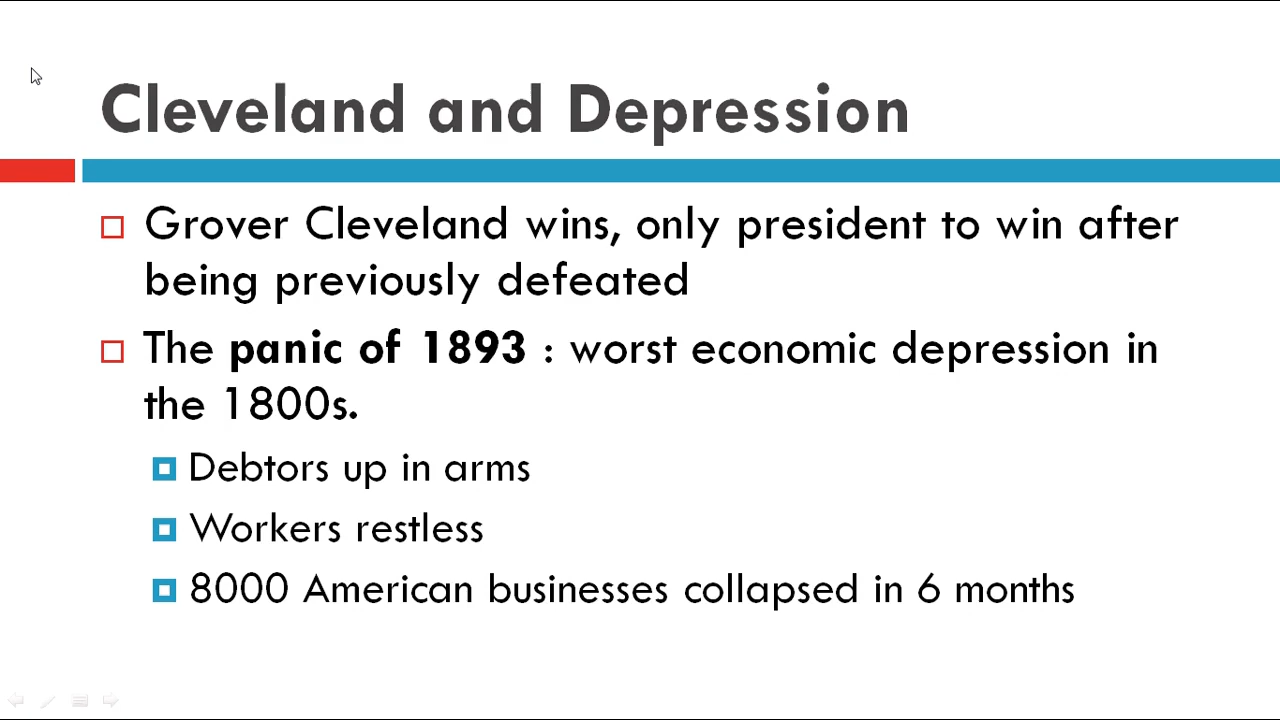 Cleveland and Depression
Grover Cleveland wins, only president to win after
being previously defeated
The panic of 1893 : worst economic depression in
the 1800s.
Debtors up in arms
Workers restless
8000 American businesses collapsed in 6 months